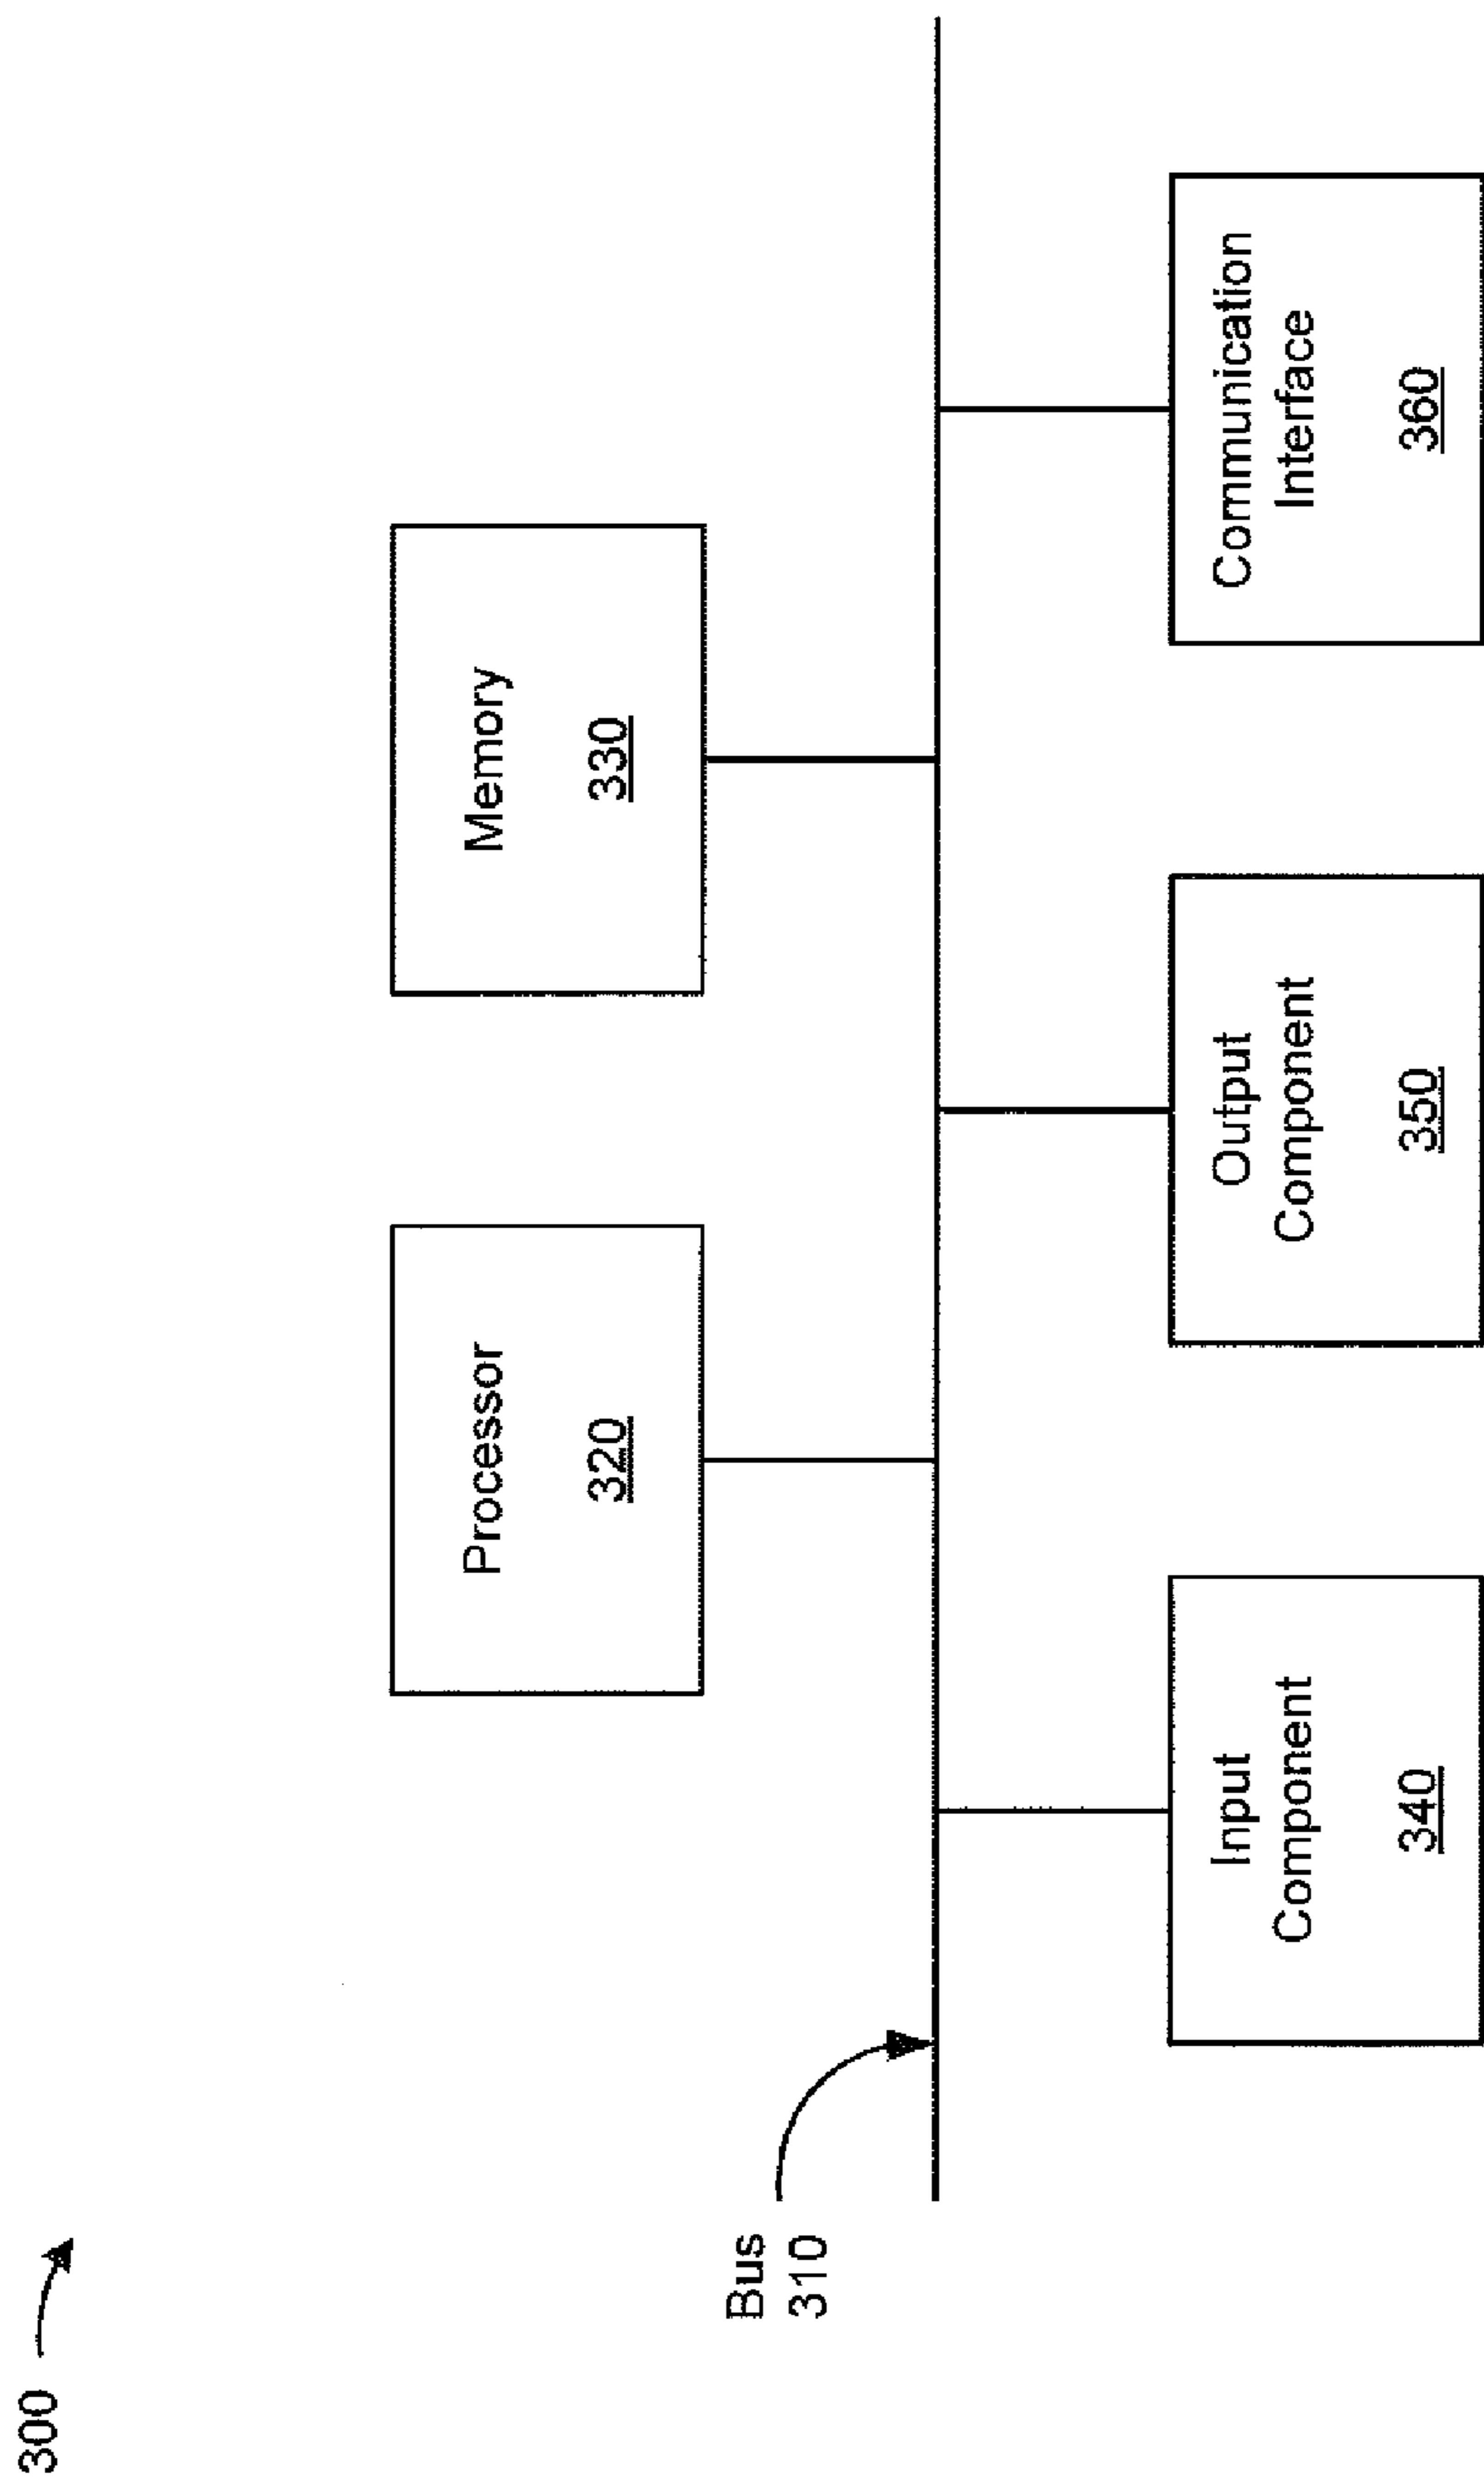 300
Processor
320
Memory
330
Bus
310
Input
Component
340
Output
Component
350
Communication
Interface
360